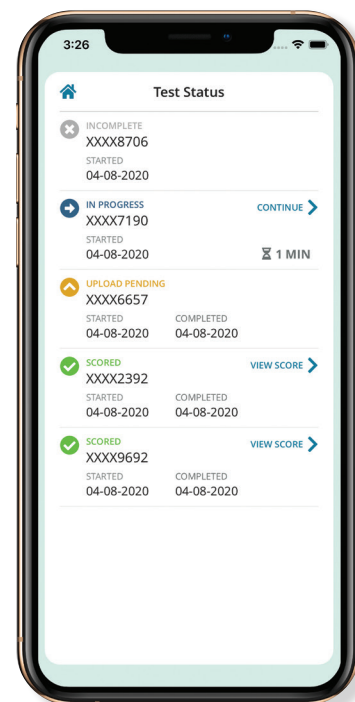 3:26
Test Status
INCOMPLETE
XXXX8706
STARTED
04-08-2020
IN PROGRESS CONTINUE
XXXX7190
STARTED
04-08-2020 1 MIN
UPLOAD PENDING
XXXX6657
STARTED COMPLETED
04-08-2020 04-08-2020
SCORED VIEW SCORE
XXXX2392
STARTED COMPLETED
04-08-2020 04-08-2020
SCORED VIEW SCORE
XXXX9692
STARTED COMPLETED
04-08-2020 04-08-2020